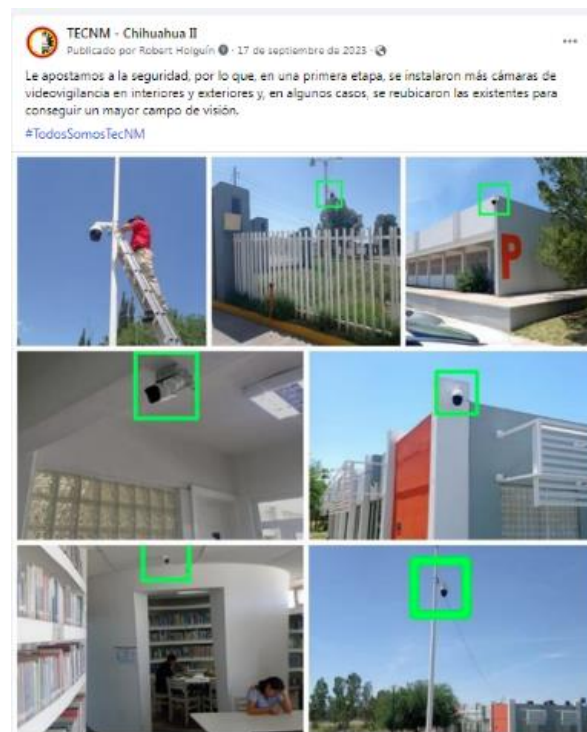 TECNM - Chihuahua II
Publicado por Robert Holguín · 17 de septiembre de 2023 ·
Le apostamos a la seguridad, por lo que, en una primera etapa, se instalaron más cámaras de
videovigilancia en interiores y exteriores y, en algunos casos, se reubicaron las existentes para
conseguir un mayor campo de visión.
#TodosSomosTecNM
P